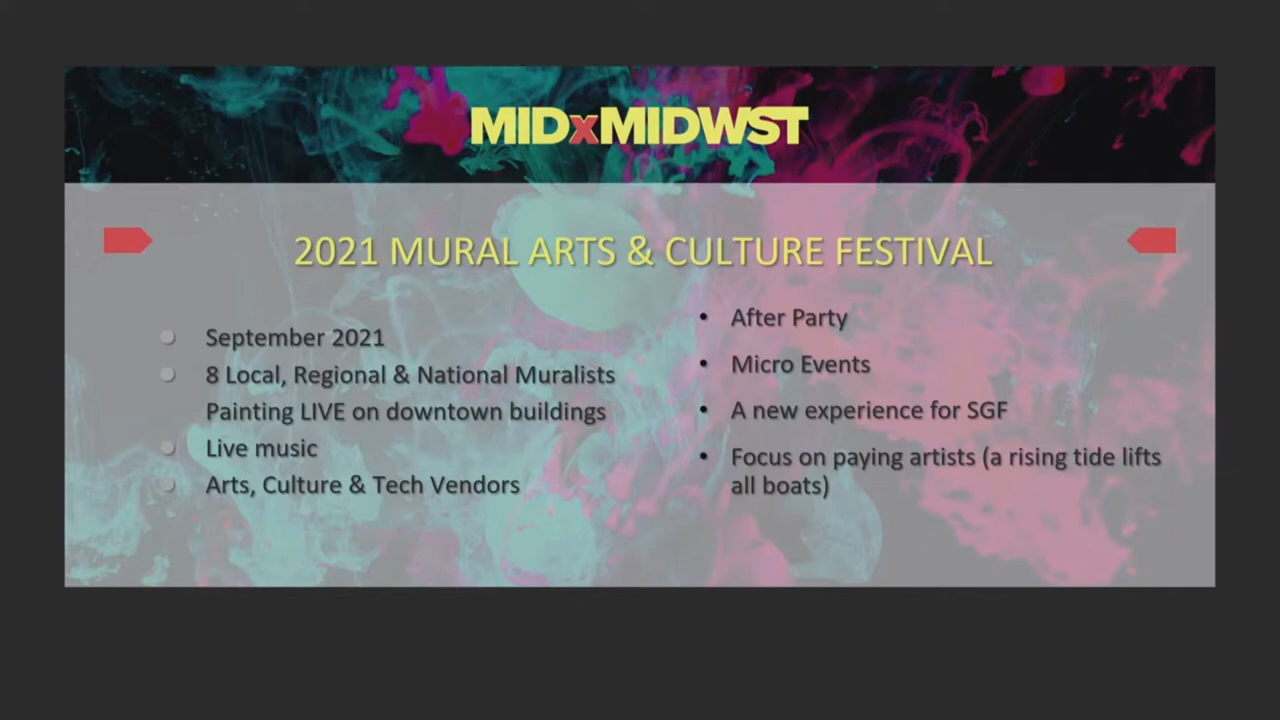 MIDxMIDWST
2021 MURAL ARTS & CULTURE FESTIVAL
September 2021
8 Local, Regional & National Muralists
Painting LIVE on downtown buildings
Live music
Arts, Culture & Tech Vendors
• After Party
• Micro Events
• A new experience for SGF
• Focus on paying artists (a rising tide lifts
all boats)